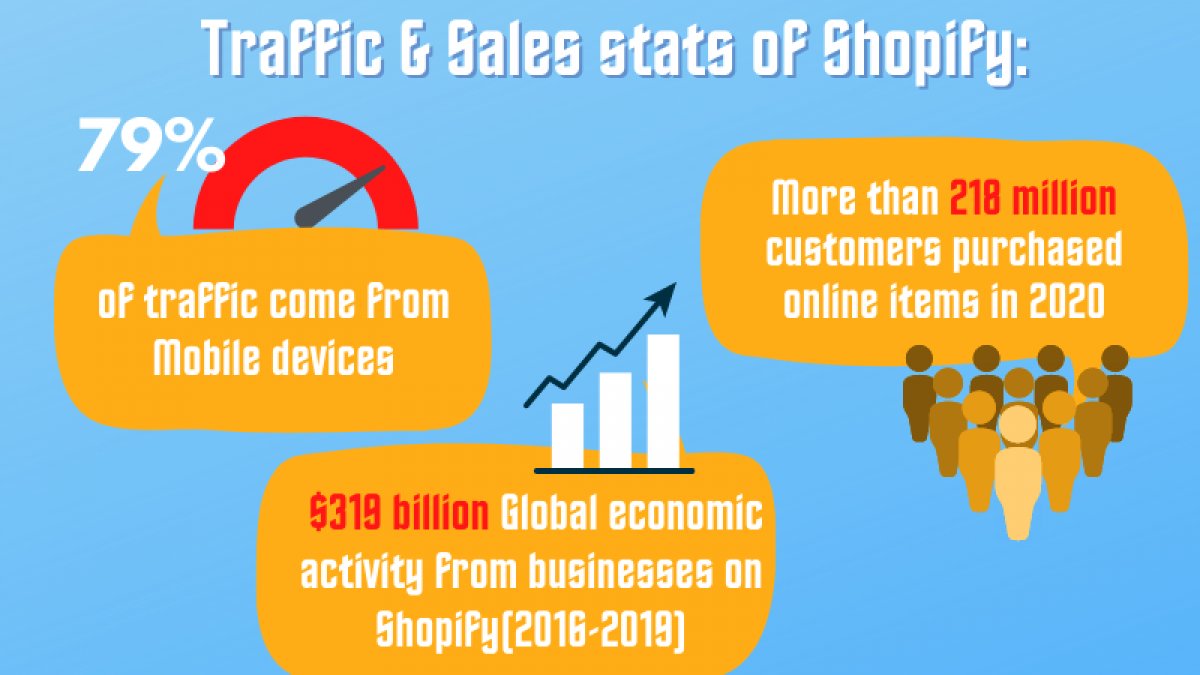 Traffic & Sales stats of Shopify:
79%
of traffic come from
Mobile devices
More than 218 million
customers purchased
online items in 2020
$319 billion Global economic
activity from businesses on
Shopify(2016-2019)